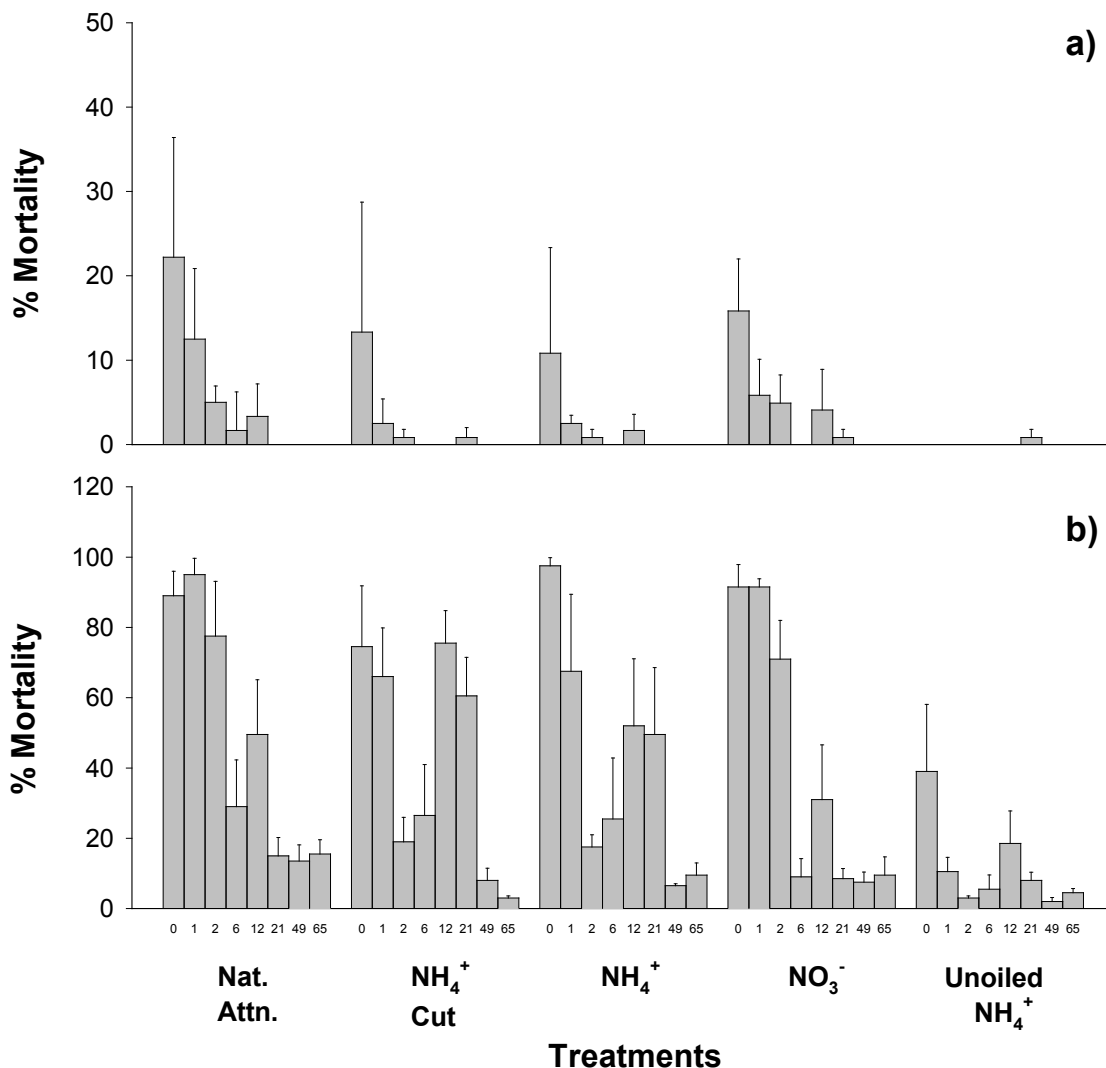 50
a)
40
30
20
10
0
% Mortality
120
b)
100
80
60
40
20
0
% Mortality
0 1 2 6 12 21 49 65 0 1 2 6 12 21 49 65 0 1 2 6 12 21 49 65 0 1 2 6 12 21 49 65 0 1 2 6 12 21 49 65
Nat. Attn.
NH₄⁺ Cut
NH₄⁺
NO₃⁻
Unoiled NH₄⁺
Treatments